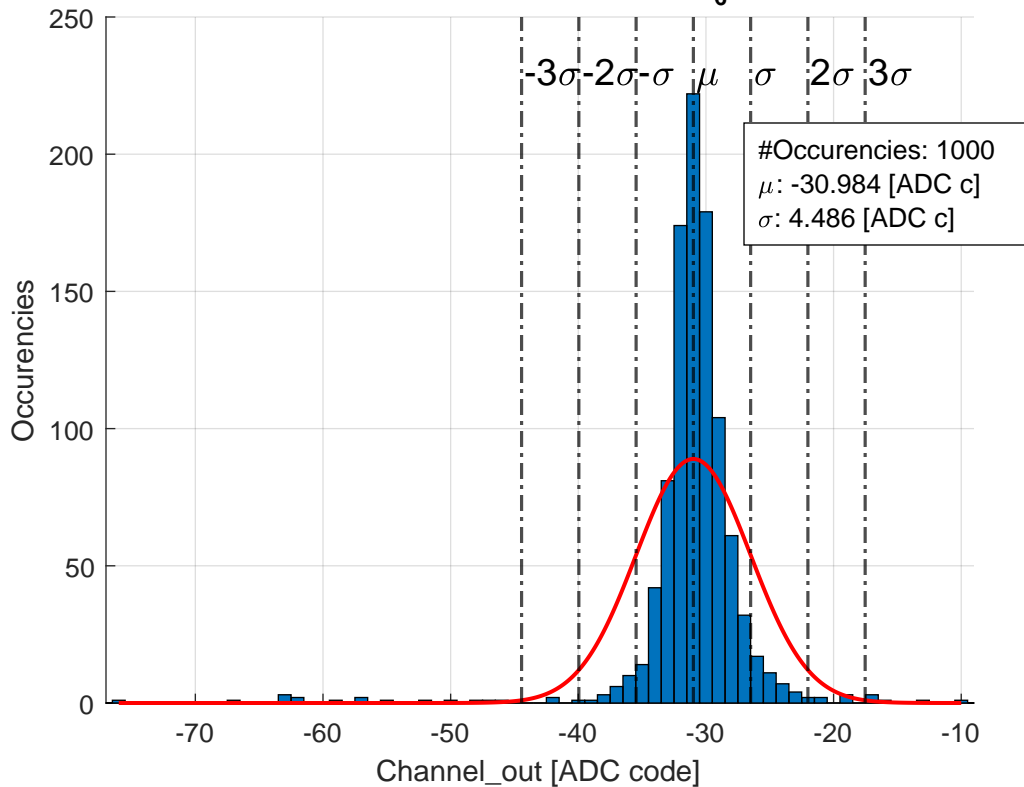 250
200
150
100
50
0
-3σ -2σ -σ μ σ 2σ 3σ
#Occurencies: 1000
μ: -30.984 [ADC c]
σ: 4.486 [ADC c]
Occurencies
-70 -60 -50 -40 -30 -20 -10
Channel_out [ADC code]